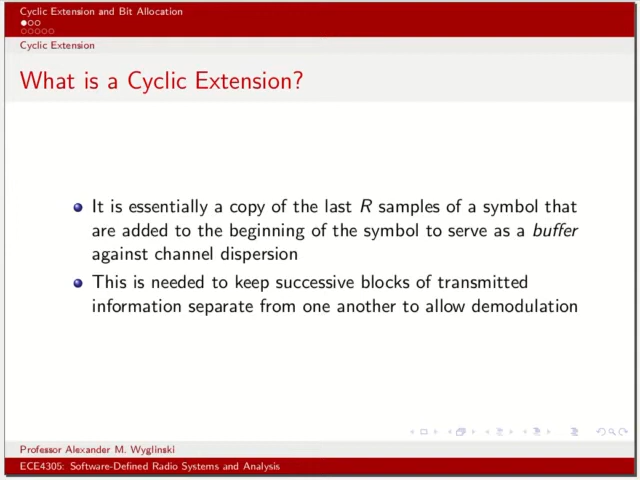 Cyclic Extension and Bit Allocation
Cyclic Extension
What is a Cyclic Extension?
It is essentially a copy of the last R samples of a symbol that
are added to the beginning of the symbol to serve as a buffer
against channel dispersion
This is needed to keep successive blocks of transmitted
information separate from one another to allow demodulation
Professor Alexander M. Wyglinski
ECE4305: Software-Defined Radio Systems and Analysis